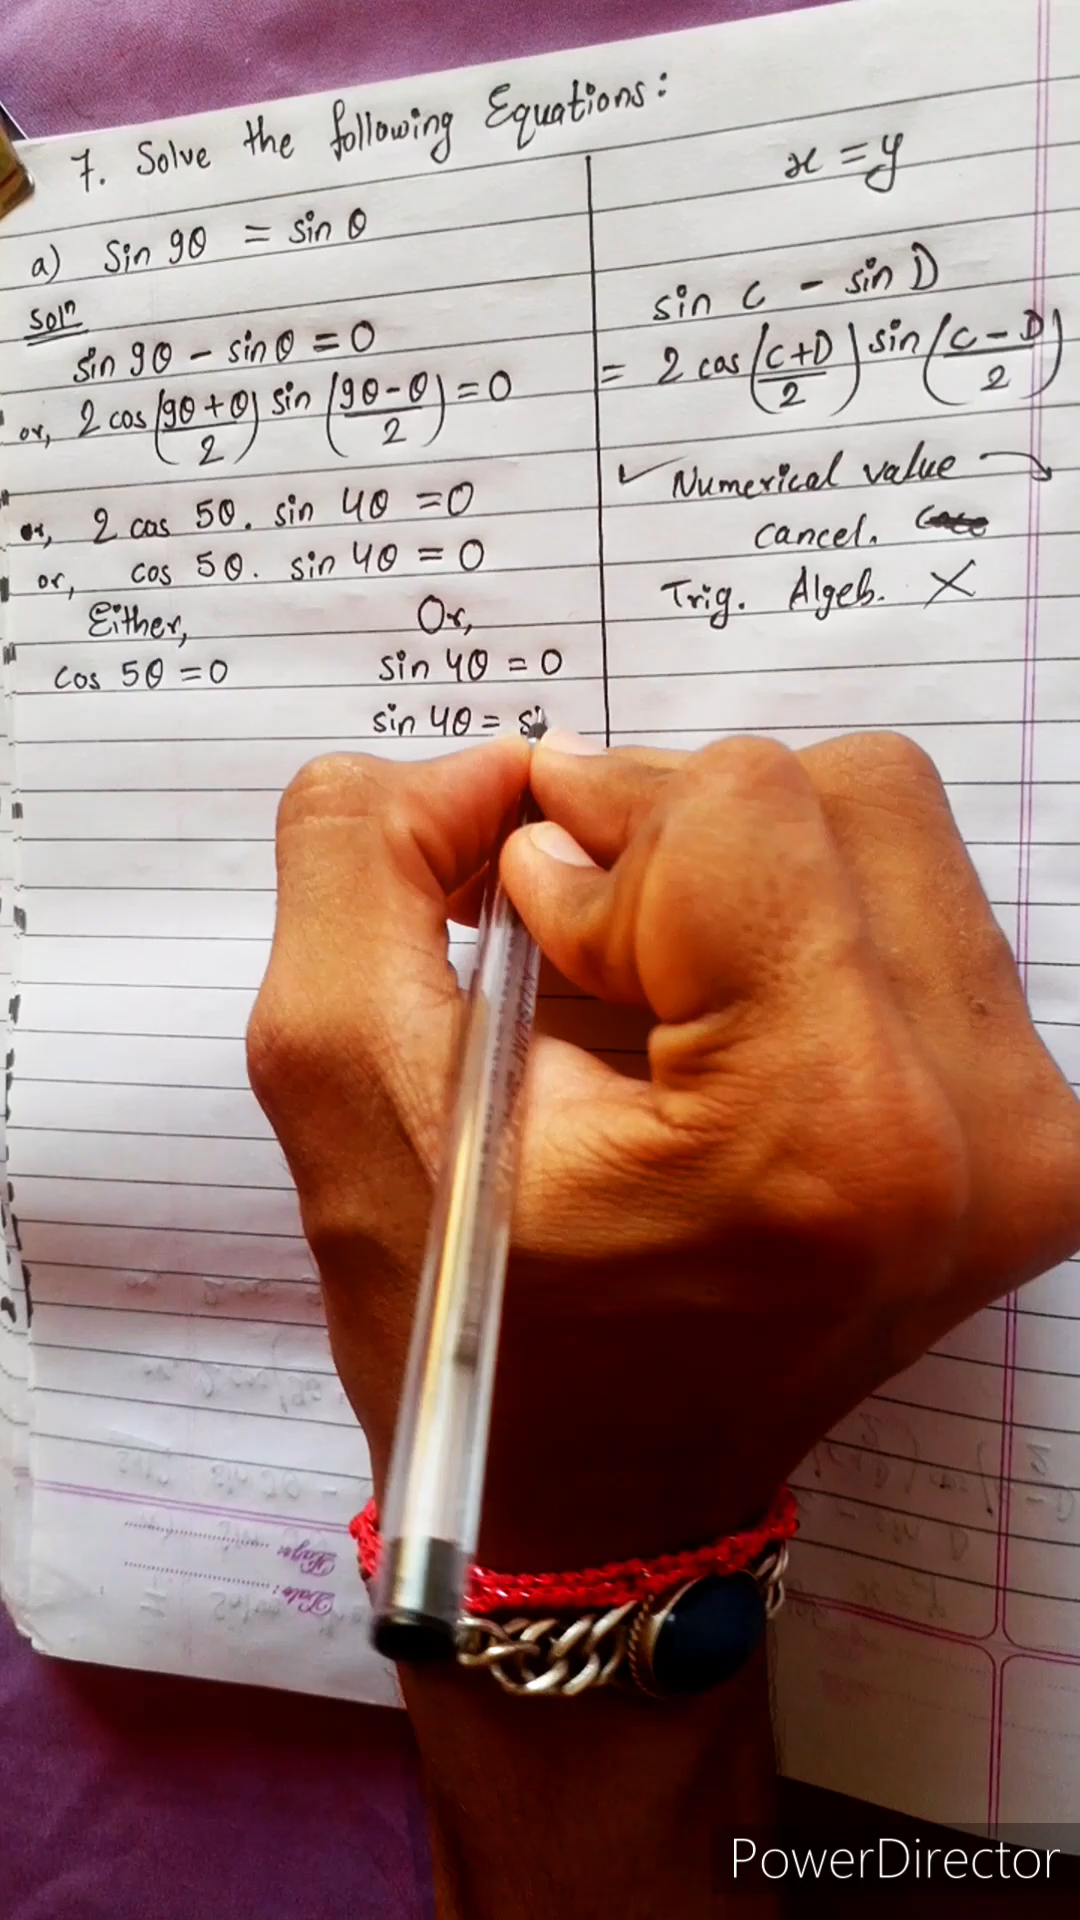 7. Solve the following Equations:
a) Sin 9θ = sin θ
Solⁿ
sin 9θ - sin θ = 0
or, 2 cos (9θ + θ / 2) sin (9θ - θ / 2) = 0
or, 2 cos 5θ. sin 4θ = 0
or, cos 5θ. sin 4θ = 0
Either, Or,
cos 5θ = 0 sin 4θ = 0
sin 4θ = si
x = y
sin C - sin D
= 2 cos (C+D / 2) sin (C-D / 2)
✓ Numerical value →
cancel.
Trig. Algeb. ✗
Page:
Date:
PowerDirector